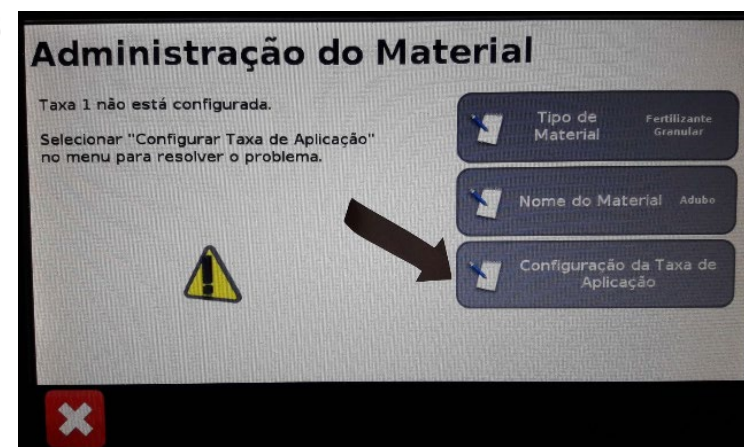 Administração do Material
Taxa 1 não está configurada.
Selecionar "Configurar Taxa de Aplicação"
no menu para resolver o problema.
Tipo de
Material
Fertilizante
Granular
Nome do Material
Adubo
Configuração da Taxa de
Aplicação